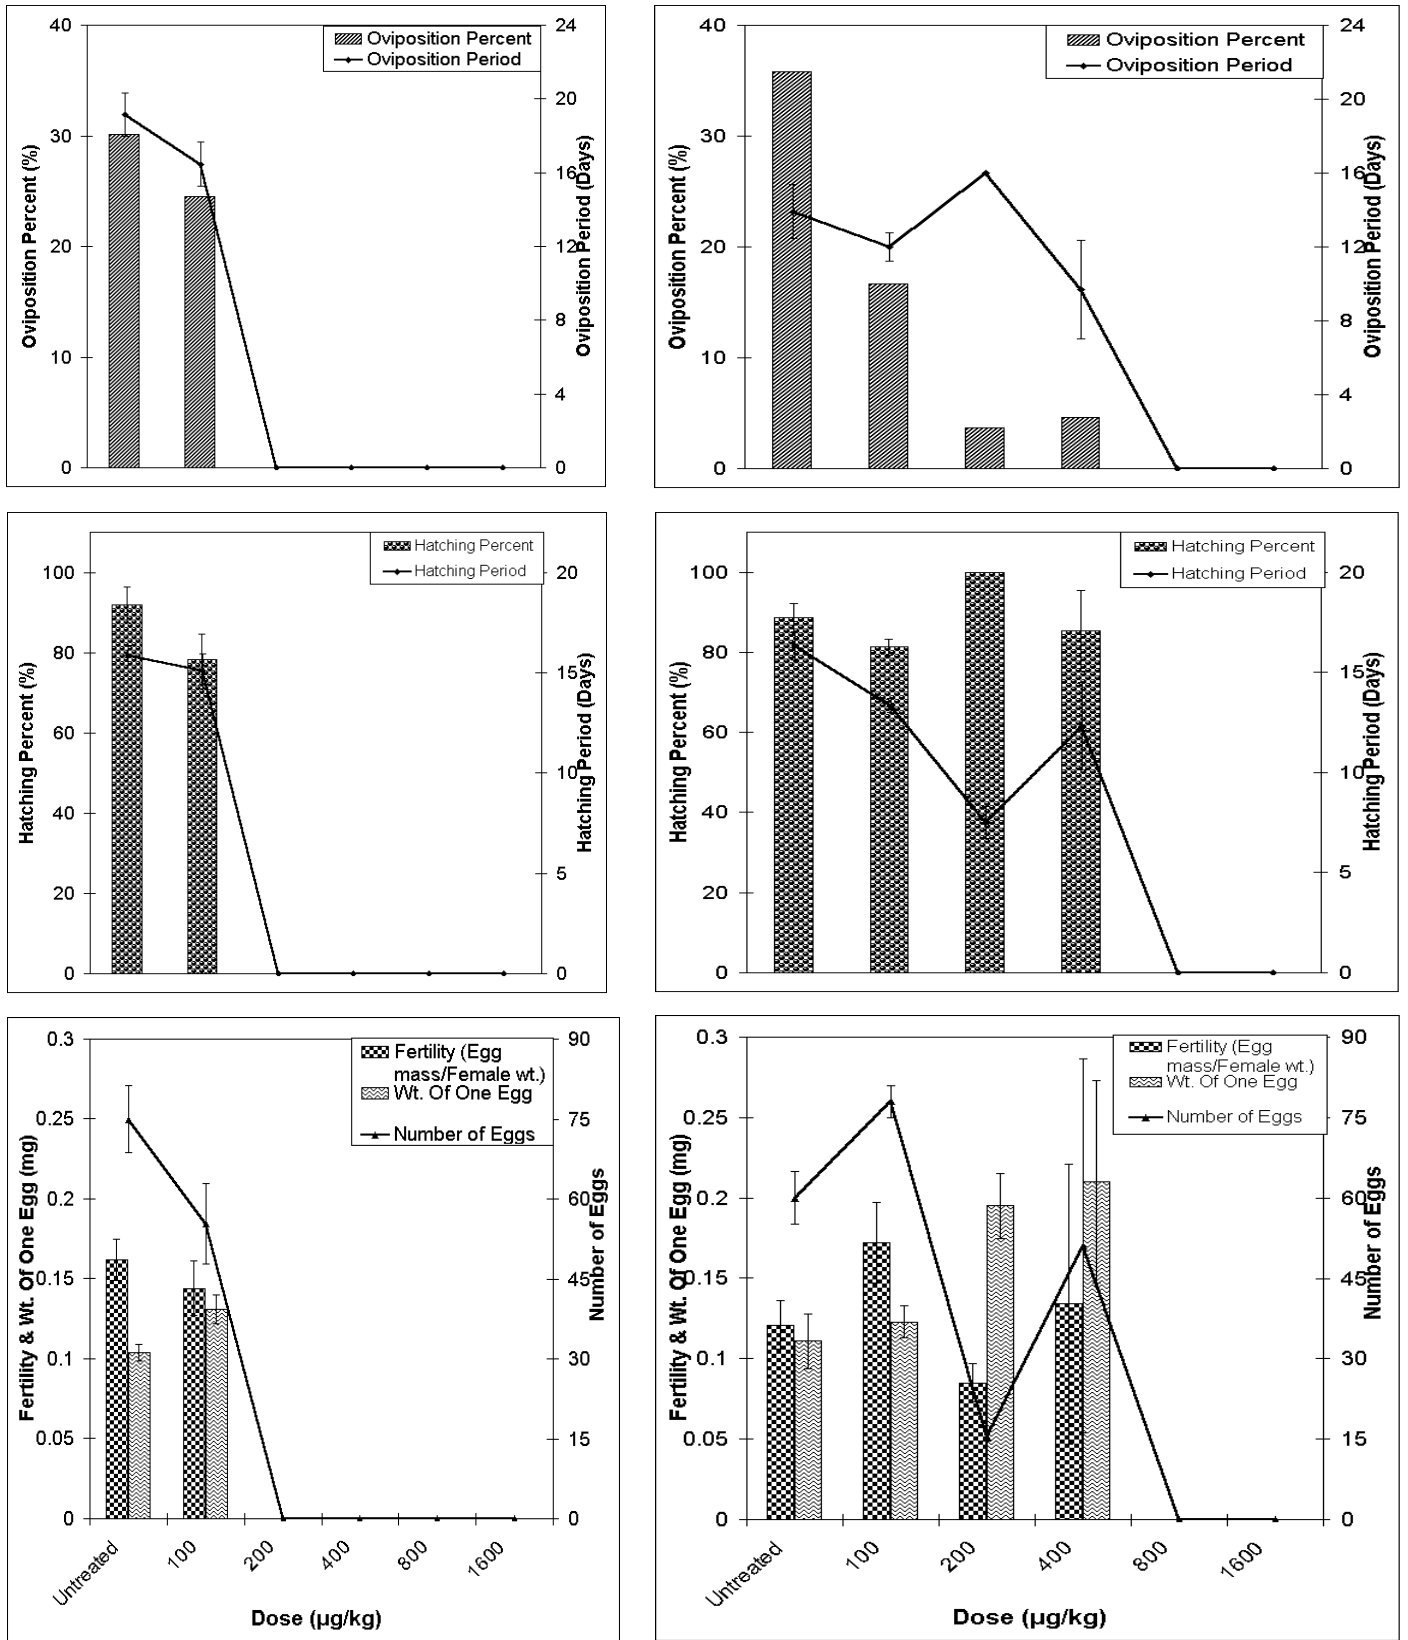 40
30
20
10
0
Oviposition Percent (%)
Oviposition Percent
Oviposition Period
24
20
16
12
8
4
0
Oviposition Period (Days)
40
30
20
10
0
Oviposition Percent (%)
Oviposition Percent
Oviposition Period
24
20
16
12
8
4
0
Oviposition Period (Days)
100
80
60
40
20
0
Hatching Percent (%)
Hatching Percent
Hatching Period
20
15
10
5
0
Hatching Period (Days)
100
80
60
40
20
0
Hatching Percent (%)
Hatching Percent
Hatching Period
20
15
10
5
0
Hatching Period (Days)
0.3
0.25
0.2
0.15
0.1
0.05
0
Fertility & Wt. Of One Egg (mg)
Fertility (Egg
mass/Female wt.)
Wt. Of One Egg
Number of Eggs
90
75
60
45
30
15
0
Number of Eggs
Untreated 100 200 400 800 1600
Dose (µg/kg)
0.3
0.25
0.2
0.15
0.1
0.05
0
Fertility & Wt. Of One Egg (mg)
Fertility (Egg
mass/Female wt.)
Wt. Of One Egg
Number of Eggs
90
75
60
45
30
15
0
Number of Eggs
Untreated 100 200 400 800 1600
Dose (µg/kg)